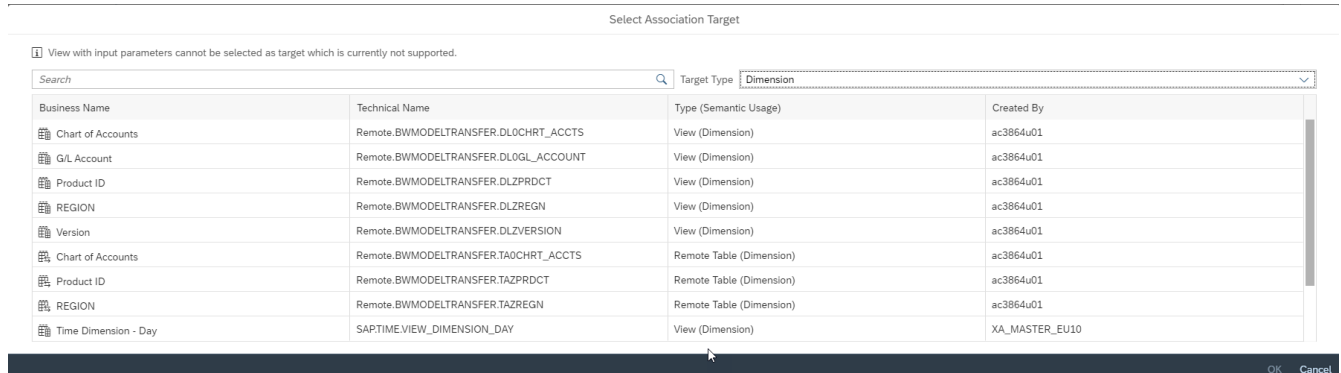 Select Association Target
View with input parameters cannot be selected as target which is currently not supported.
Search Target Type Dimension
Business Name Technical Name Type (Semantic Usage) Created By
Chart of Accounts Remote.BWMODELTRANSFER.DL0CHRT_ACCTS View (Dimension) ac3864u01
G/L Account Remote.BWMODELTRANSFER.DL0GL_ACCOUNT View (Dimension) ac3864u01
Product ID Remote.BWMODELTRANSFER.DLZPRDCT View (Dimension) ac3864u01
REGION Remote.BWMODELTRANSFER.DLZREGN View (Dimension) ac3864u01
Version Remote.BWMODELTRANSFER.DLZVERSION View (Dimension) ac3864u01
Chart of Accounts Remote.BWMODELTRANSFER.TA0CHRT_ACCTS Remote Table (Dimension) ac3864u01
Product ID Remote.BWMODELTRANSFER.TAZPRDCT Remote Table (Dimension) ac3864u01
REGION Remote.BWMODELTRANSFER.TAZREGN Remote Table (Dimension) ac3864u01
Time Dimension - Day SAP.TIME.VIEW_DIMENSION_DAY View (Dimension) XA_MASTER_EU10
OK Cancel